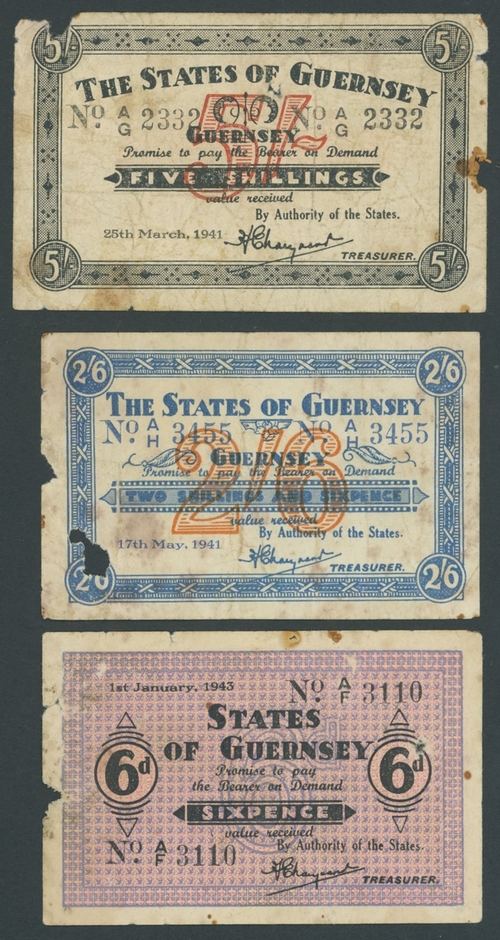 5/- 5/-
THE STATES OF GUERNSEY
5/-
No A/G 2332 No A/G 2332
GUERNSEY
Promise to pay the Bearer on Demand
FIVE SHILLINGS
value received
By Authority of the States.
25th March, 1941
TREASURER.
5/- 5/-
2/6 2/6
THE STATES OF GUERNSEY
2/6
No A/H 3455 No A/H 3455
GUERNSEY
Promise to pay the Bearer on Demand
TWO SHILLINGS AND SIXPENCE
value received
By Authority of the States.
17th May, 1941
TREASURER.
2/6 2/6
1st January, 1943 No A/F 3110
STATES
OF GUERNSEY
6d 6d
Promise to pay
the Bearer on Demand
SIXPENCE
value received
By Authority of the States.
No A/F 3110
TREASURER.